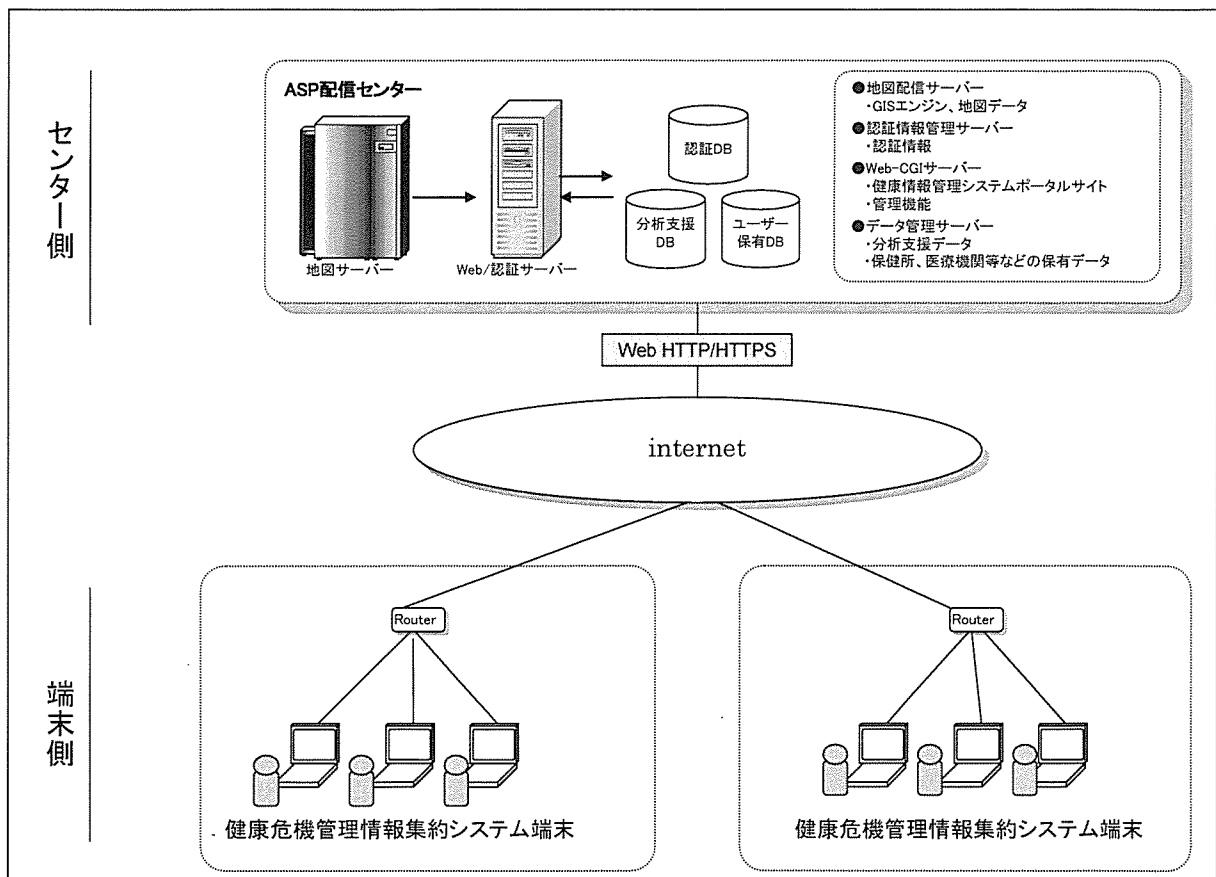 センター側
ASP配信センター
地図サーバー
Web/認証サーバー
認証DB
分析支援
DB
ユーザー
保有DB
●地図配信サーバー
・GISエンジン、地図データ
●認証情報管理サーバー
・認証情報
●Web-CGIサーバー
・健康情報管理システムポータルサイト
・管理機能
●データ管理サーバー
・分析支援データ
・保健所、医療機関等などの保有データ
Web HTTP/HTTPS
internet
端末側
Router
健康危機管理情報集約システム端末
Router
健康危機管理情報集約システム端末